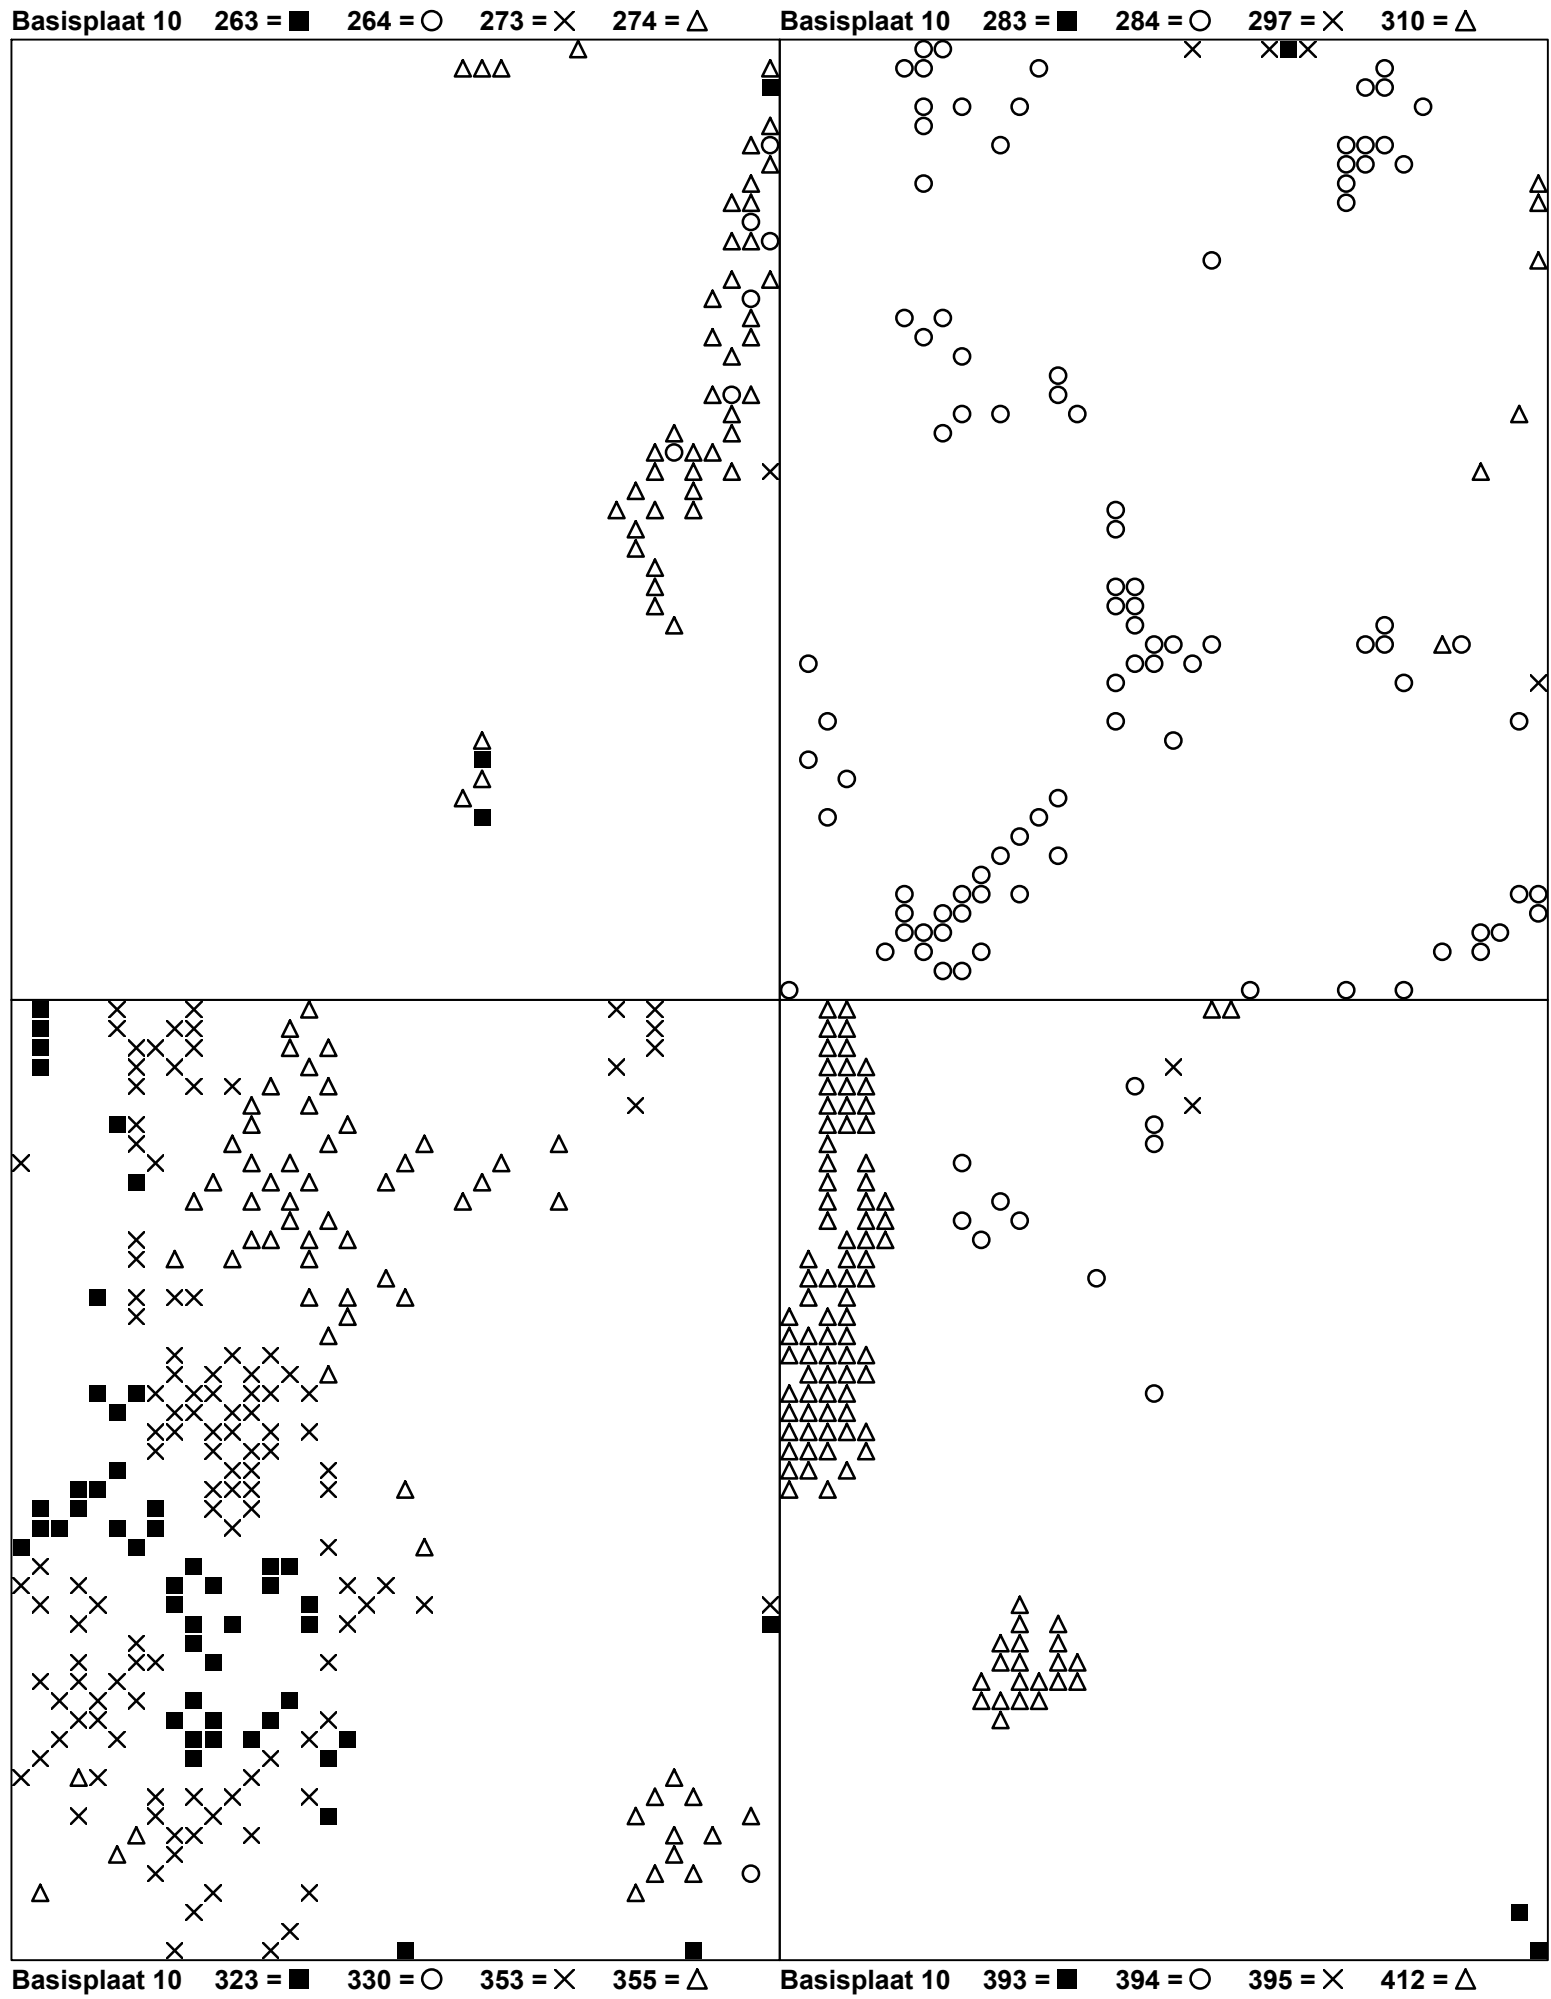 Basisplaat 10 263 = ■ 264 = ○ 273 = × 274 = △
Basisplaat 10 283 = ■ 284 = ○ 297 = × 310 = △
Basisplaat 10 323 = ■ 330 = ○ 353 = × 355 = △
Basisplaat 10 393 = ■ 394 = ○ 395 = × 412 = △